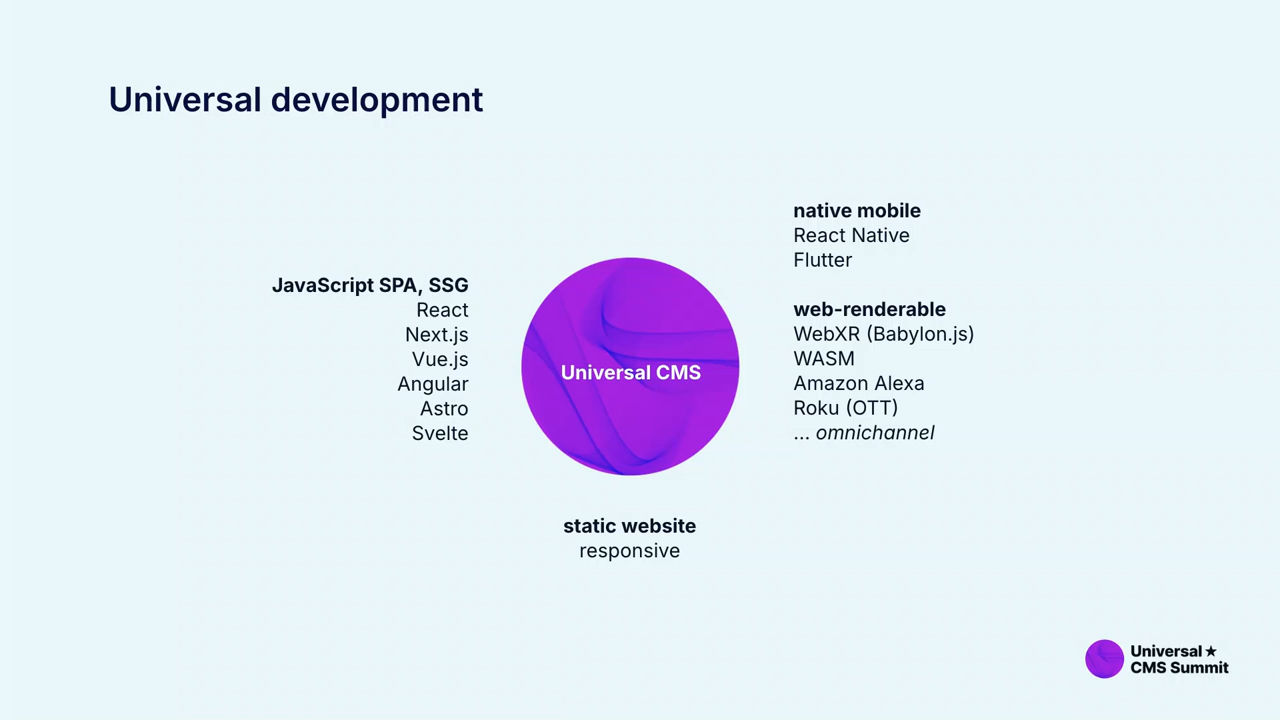 Universal development
JavaScript SPA, SSG
React
Next.js
Vue.js
Angular
Astro
Svelte
Universal CMS
native mobile
React Native
Flutter
web-renderable
WebXR (Babylon.js)
WASM
Amazon Alexa
Roku (OTT)
... omnichannel
static website
responsive
Universal ★
CMS Summit